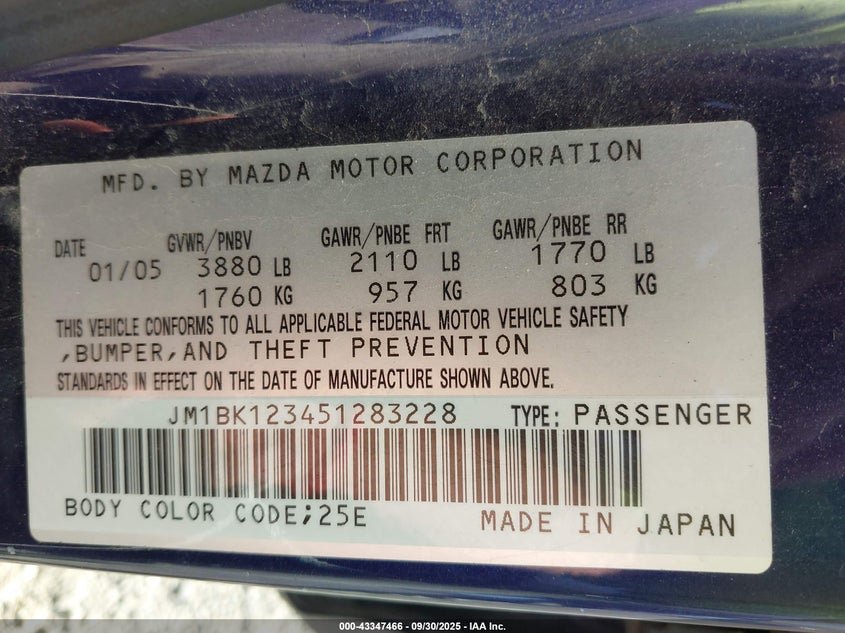 MFD. BY MAZDA MOTOR CORPORATION
DATE GVWR/PNBV GAWR/PNBE FRT GAWR/PNBE RR
01/05 3880 LB 2110 LB 1770 LB
1760 KG 957 KG 803 KG
THIS VEHICLE CONFORMS TO ALL APPLICABLE FEDERAL MOTOR VEHICLE SAFETY
,BUMPER,AND THEFT PREVENTION
STANDARDS IN EFFECT ON THE DATE OF MANUFACTURE SHOWN ABOVE.
JM1BK123451283228 TYPE: PASSENGER
BODY COLOR CODE;25E MADE IN JAPAN
000-43347466 - 09/30/2025 - IAA Inc.